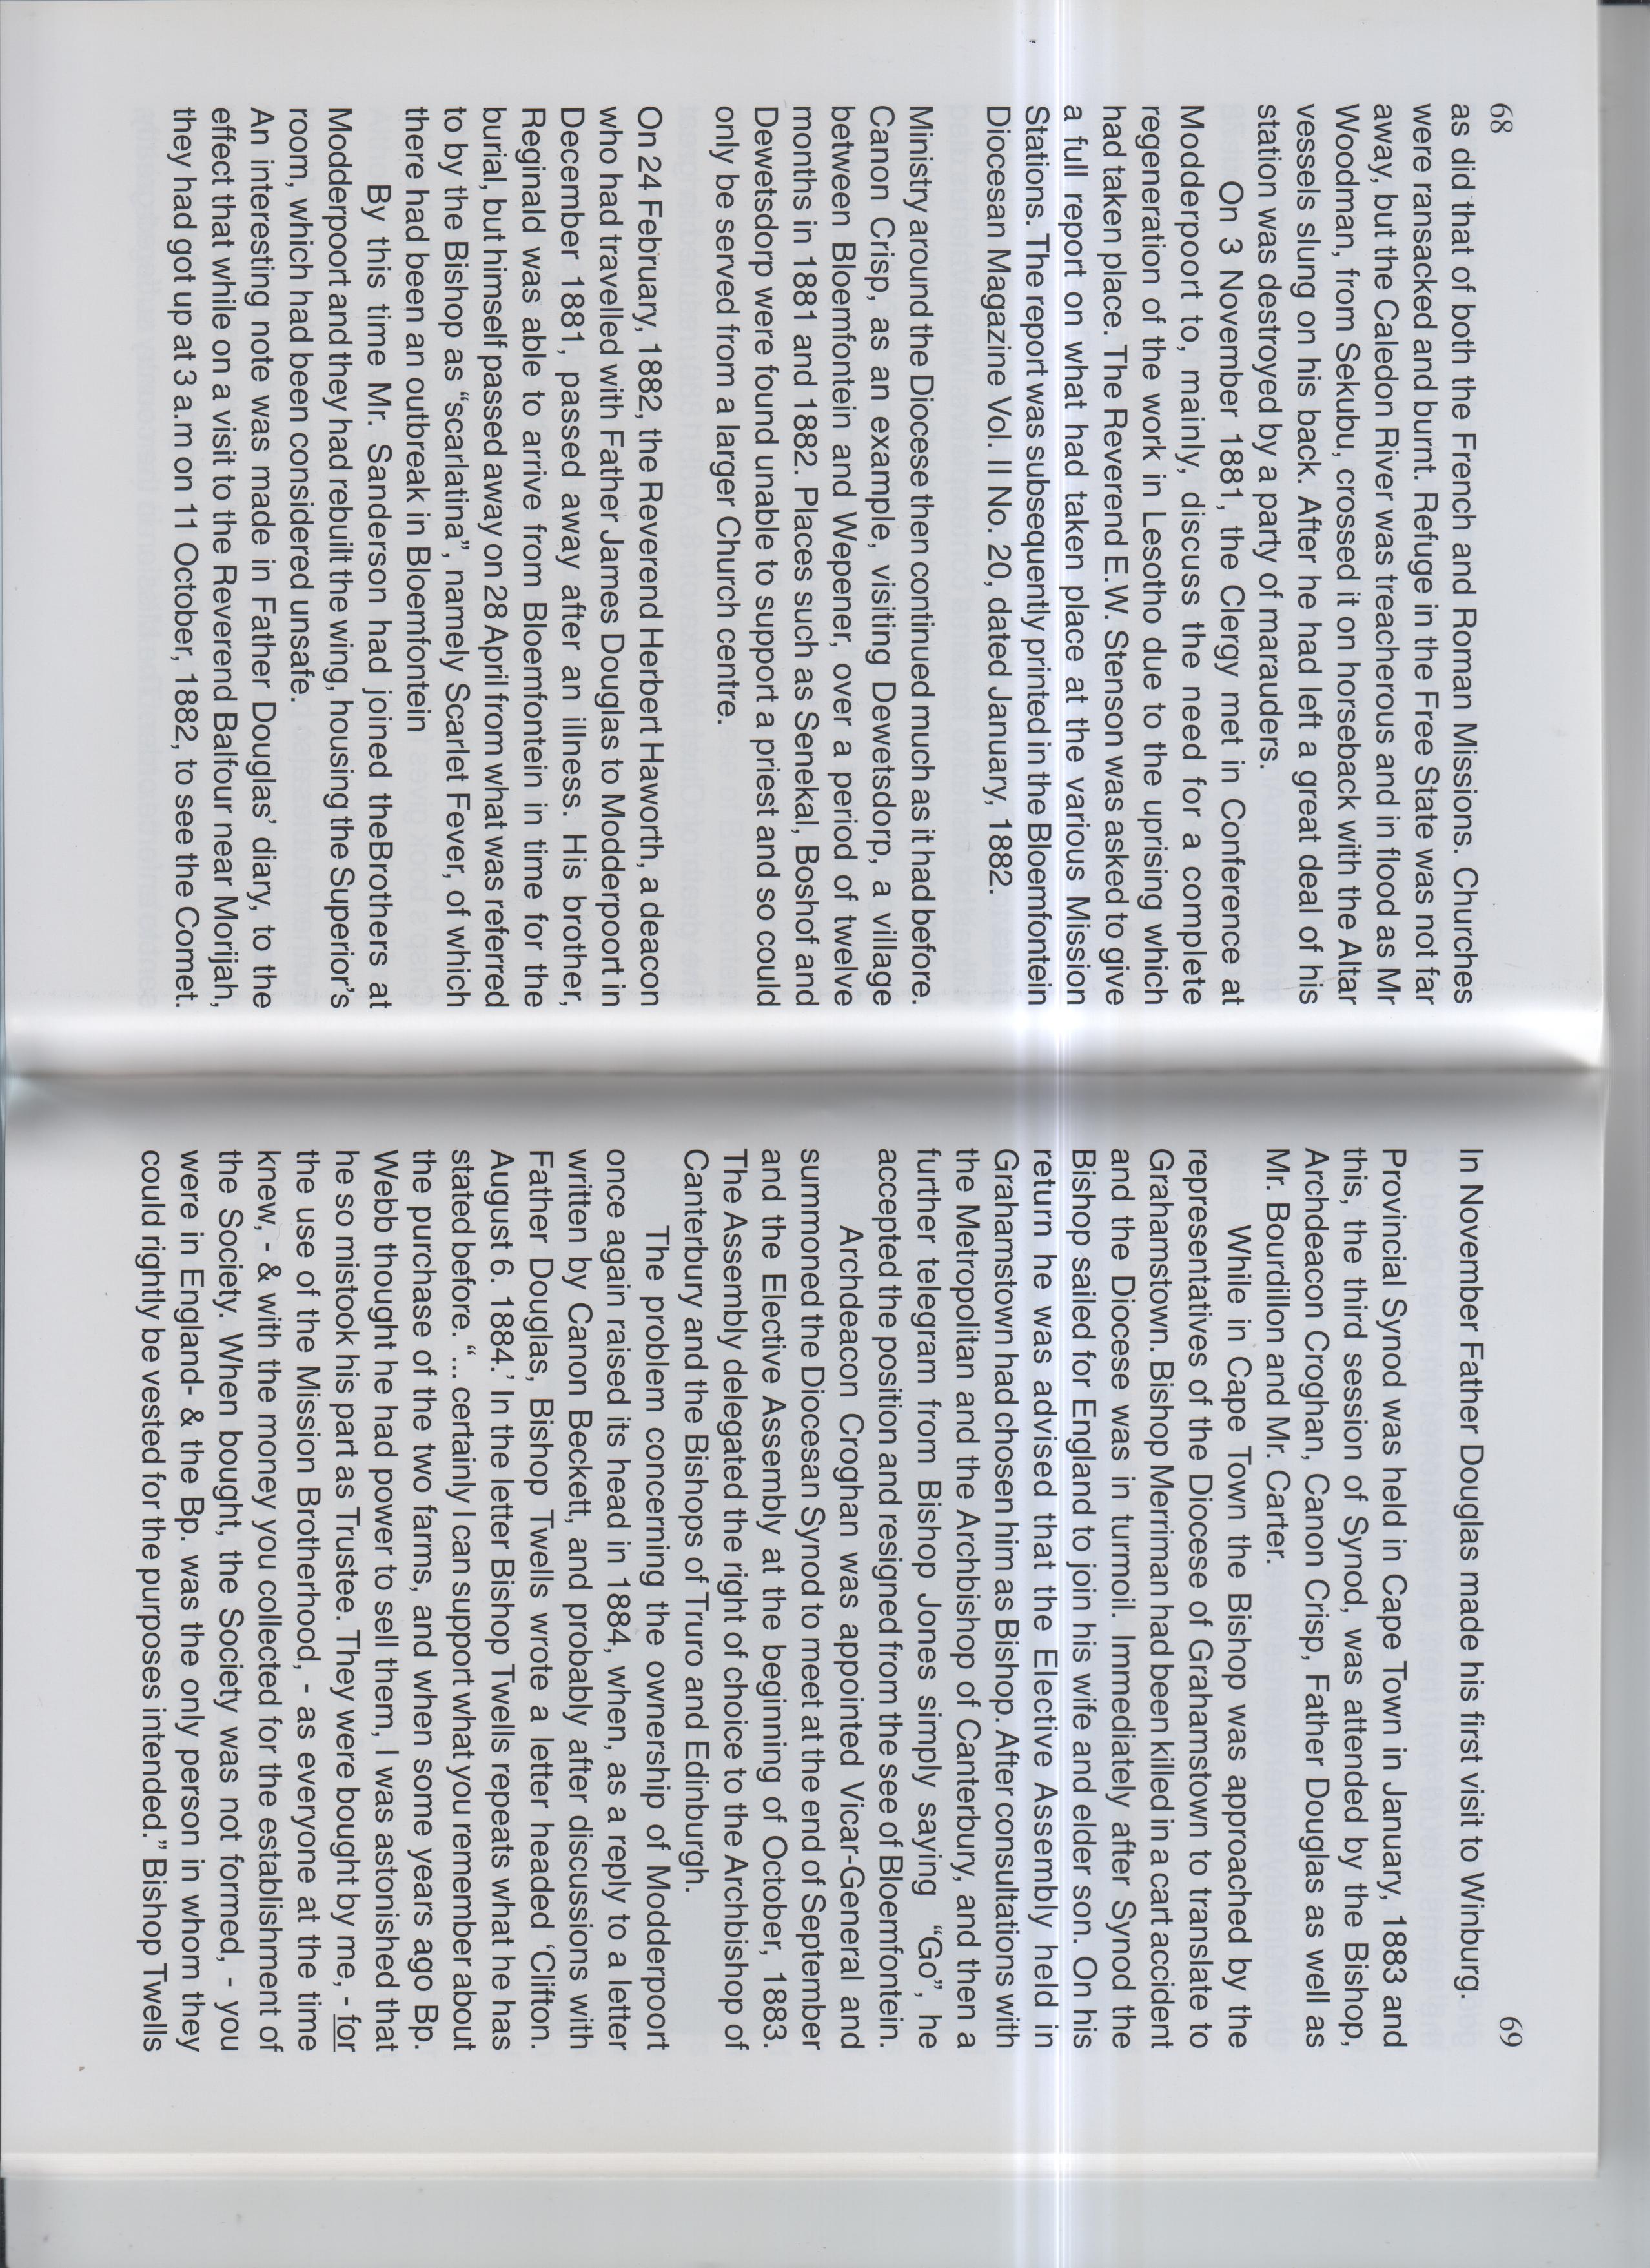 68
as did that of both the French and Roman Missions. Churches
were ransacked and burnt. Refuge in the Free State was not far
away, but the Caledon River was treacherous and in flood as Mr
Woodman, from Sekubu, crossed it on horseback with the Altar
vessels slung on his back. After he had left a great deal of his
station was destroyed by a party of marauders.
On 3 November 1881, the Clergy met in Conference at
Modderpoort to, mainly, discuss the need for a complete
regeneration of the work in Lesotho due to the uprising which
had taken place. The Reverend E.W. Stenson was asked to give
a full report on what had taken place at the various Mission
Stations. The report was subsequently printed in the Bloemfontein
Diocesan Magazine Vol. II No. 20, dated January, 1882.
Ministry around the Diocese then continued much as it had before.
Canon Crisp, as an example, visiting Dewetsdorp, a village
between Bloemfontein and Wepener, over a period of twelve
months in 1881 and 1882. Places such as Senekal, Boshof and
Dewetsdorp were found unable to support a priest and so could
only be served from a larger Church centre.
On 24 February, 1882, the Reverend Herbert Haworth, a deacon
who had travelled with Father James Douglas to Modderpoort in
December 1881, passed away after an illness. His brother,
Reginald was able to arrive from Bloemfontein in time for the
burial, but himself passed away on 28 April from what was referred
to by the Bishop as “scarlatina”, namely Scarlet Fever, of which
there had been an outbreak in Bloemfontein
By this time Mr. Sanderson had joined theBrothers at
Modderpoort and they had rebuilt the wing, housing the Superior’s
room, which had been considered unsafe.
An interesting note was made in Father Douglas’ diary, to the
effect that while on a visit to the Reverend Balfour near Morijah,
they had got up at 3 a.m on 11 October, 1882, to see the Comet.
69
In November Father Douglas made his first visit to Winburg.
Provincial Synod was held in Cape Town in January, 1883 and
this, the third session of Synod, was attended by the Bishop,
Archdeacon Croghan, Canon Crisp, Father Douglas as well as
Mr. Bourdillon and Mr. Carter.
While in Cape Town the Bishop was approached by the
representatives of the Diocese of Grahamstown to translate to
Grahamstown. Bishop Merriman had been killed in a cart accident
and the Diocese was in turmoil. Immediately after Synod the
Bishop sailed for England to join his wife and elder son. On his
return he was advised that the Elective Assembly held in
Grahamstown had chosen him as Bishop. After consultations with
the Metropolitan and the Archbishop of Canterbury, and then a
further telegram from Bishop Jones simply saying “Go”, he
accepted the position and resigned from the see of Bloemfontein.
Archdeacon Croghan was appointed Vicar-General and
summoned the Diocesan Synod to meet at the end of September
and the Elective Assembly at the beginning of October, 1883.
The Assembly delegated the right of choice to the Archbishop of
Canterbury and the Bishops of Truro and Edinburgh.
The problem concerning the ownership of Modderpoort
once again raised its head in 1884, when, as a reply to a letter
written by Canon Beckett, and probably after discussions with
Father Douglas, Bishop Twells wrote a letter headed ‘Clifton.
August 6. 1884.’ In the letter Bishop Twells repeats what he has
stated before. “... certainly I can support what you remember about
the purchase of the two farms, and when some years ago Bp.
Webb thought he had power to sell them, I was astonished that
he so mistook his part as Trustee. They were bought by me, - for
the use of the Mission Brotherhood, - as everyone at the time
knew, - & with the money you collected for the establishment of
the Society. When bought, the Society was not formed, - you
were in England- & the Bp. was the only person in whom they
could rightly be vested for the purposes intended.” Bishop Twells